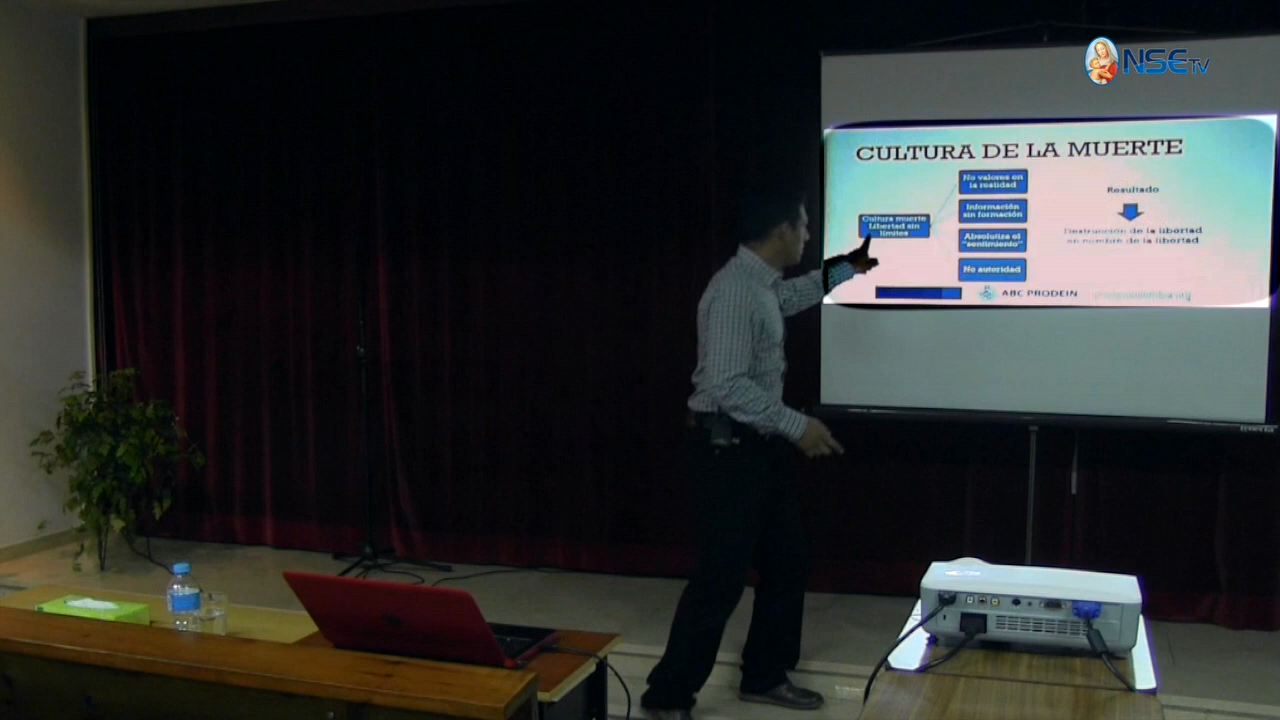 NSETV
CULTURA DE LA MUERTE
No valores en
la realidad
Cultura muerte
Libertad sin
límites
Información
sin formación
Absolutiza el
"sentimiento"
No autoridad
Resultado
Destrucción de la libertad
en nombre de la libertad
ABC PRODEIN